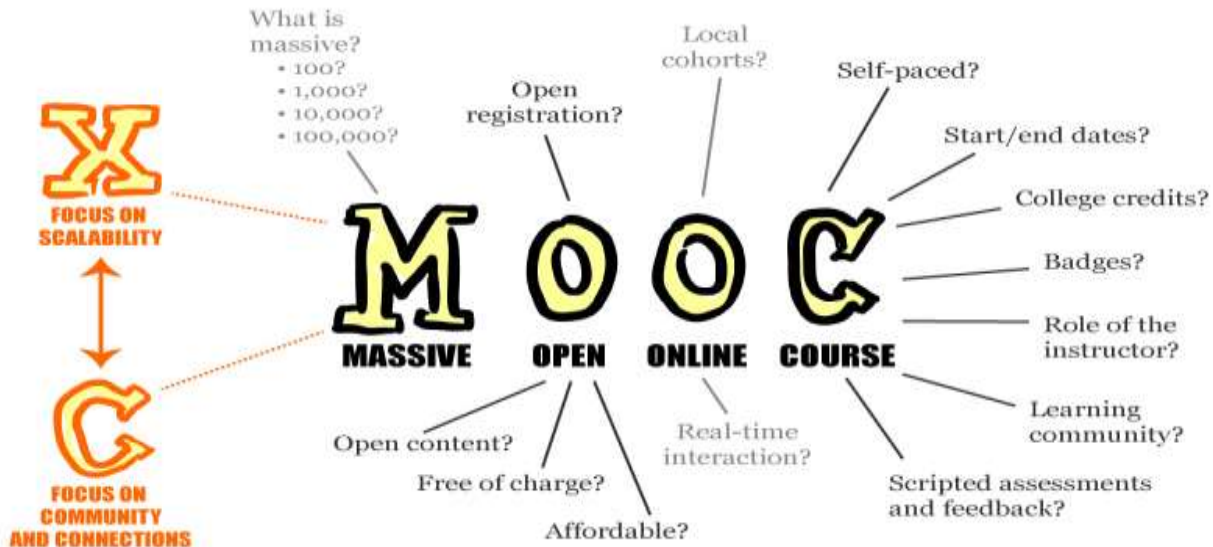 What is
massive?
• 100?
• 1,000?
• 10,000?
• 100,000?
Open
registration?
Local
cohorts?
Self-paced?
Start/end dates?
College credits?
Badges?
Role of the
instructor?
Learning
community?
Scripted assessments
and feedback?
X
FOCUS ON
SCALABILITY
C
FOCUS ON
COMMUNITY
AND CONNECTIONS
M O O C
MASSIVE OPEN ONLINE COURSE
Open content?
Free of charge?
Affordable?
Real-time
interaction?